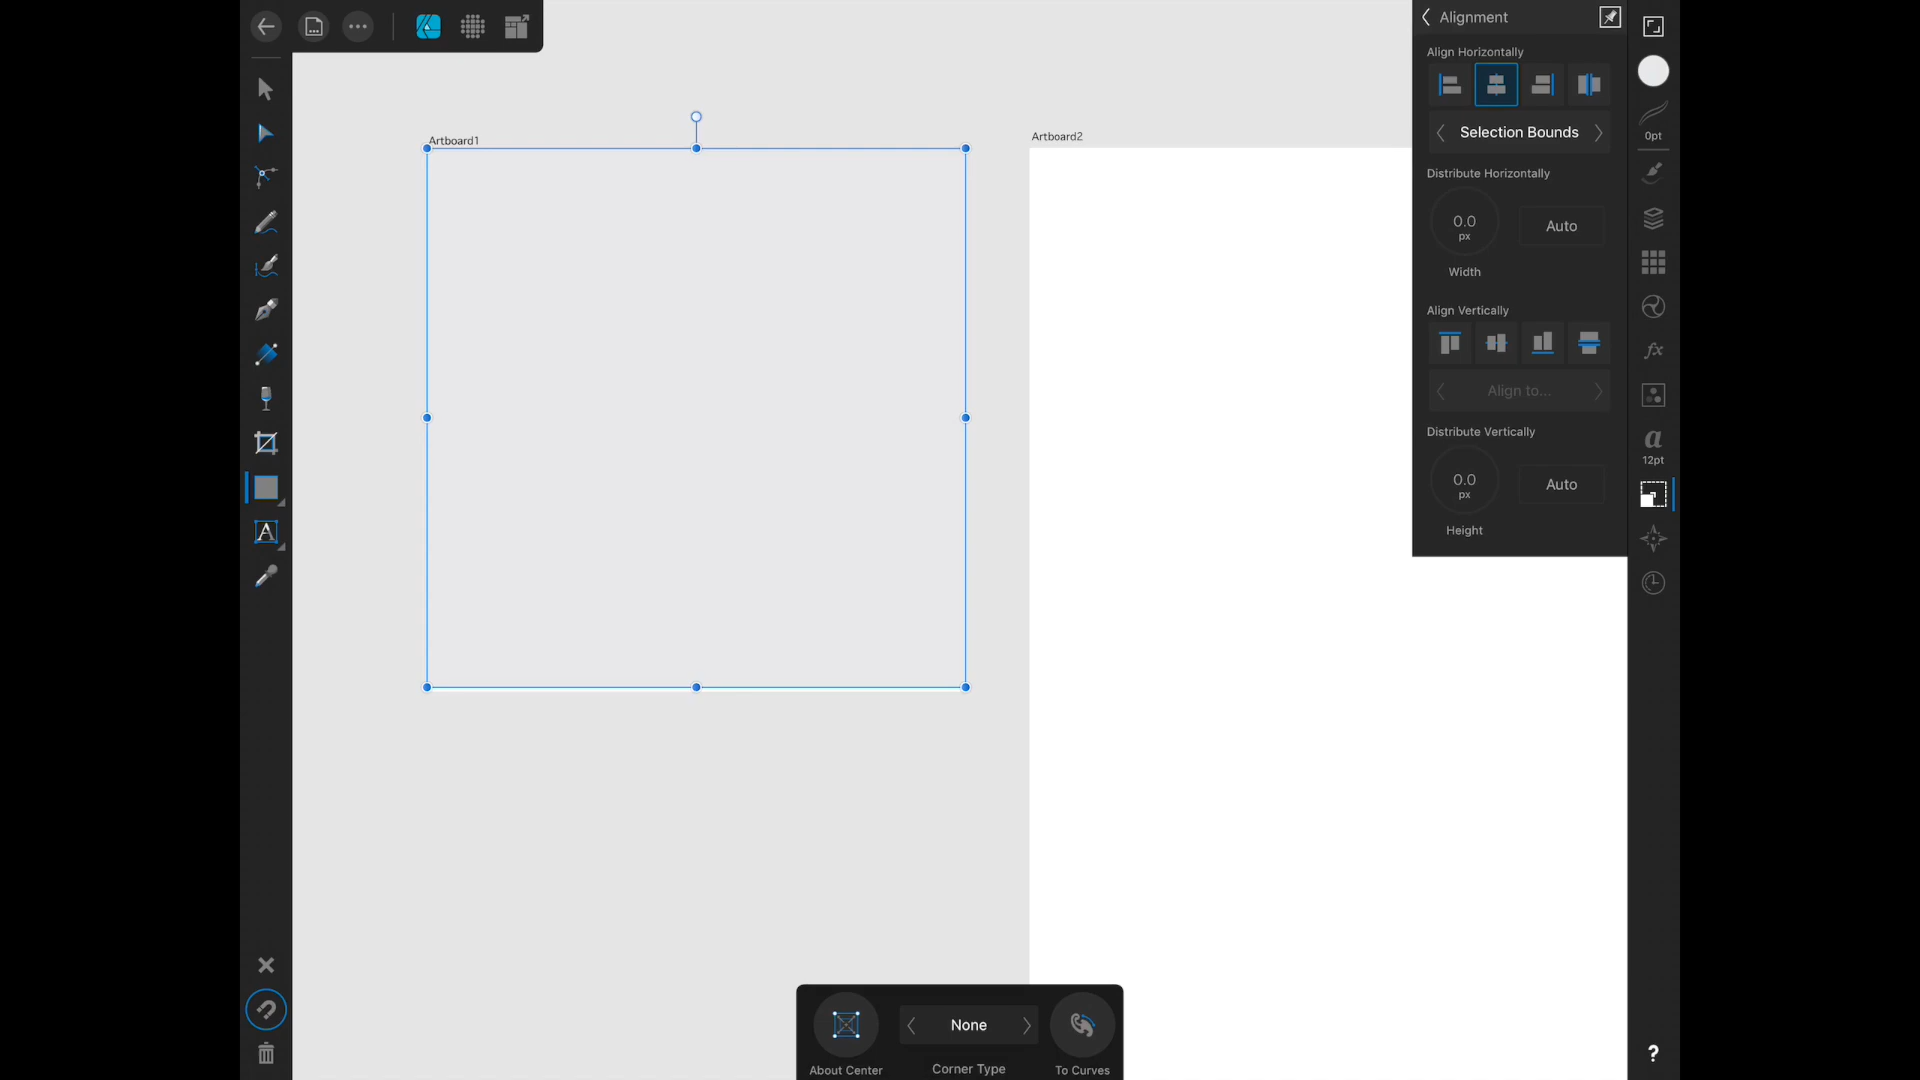 Alignment
Align Horizontally
Selection Bounds
Distribute Horizontally
0.0
px
Auto
Width
Align Vertically
Align to...
Distribute Vertically
0.0
px
Auto
Height
0pt
fx
a
12pt
A
Artboard1
Artboard2
None
About Center
Corner Type
To Curves
?